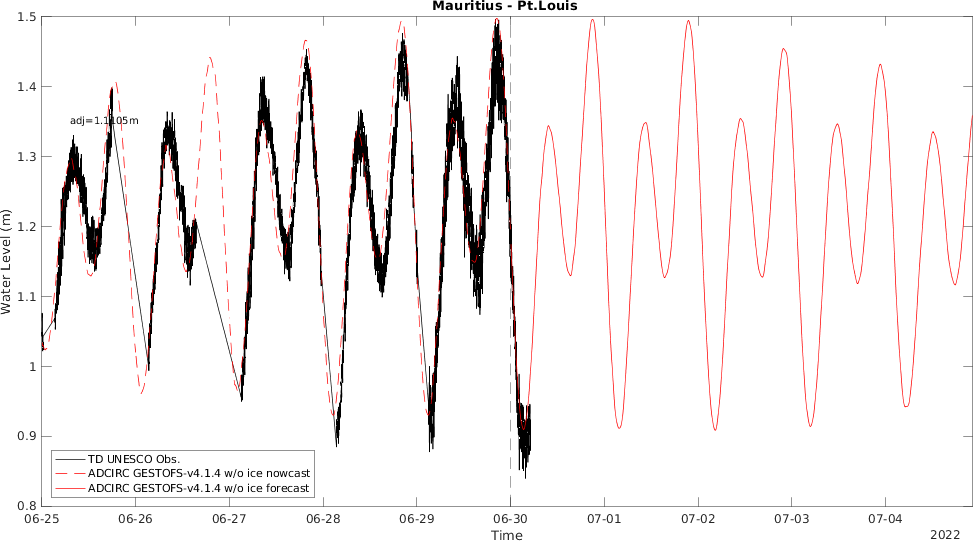 Mauritius - Pt.Louis
1.5
1.4
1.3
1.2
1.1
1
0.9
0.8
Water Level (m)
adj=1.1105m
TD UNESCO Obs.
ADCIRC GESTOFS-v4.1.4 w/o ice nowcast
ADCIRC GESTOFS-v4.1.4 w/o ice forecast
06-25 06-26 06-27 06-28 06-29 06-30 07-01 07-02 07-03 07-04
Time
2022